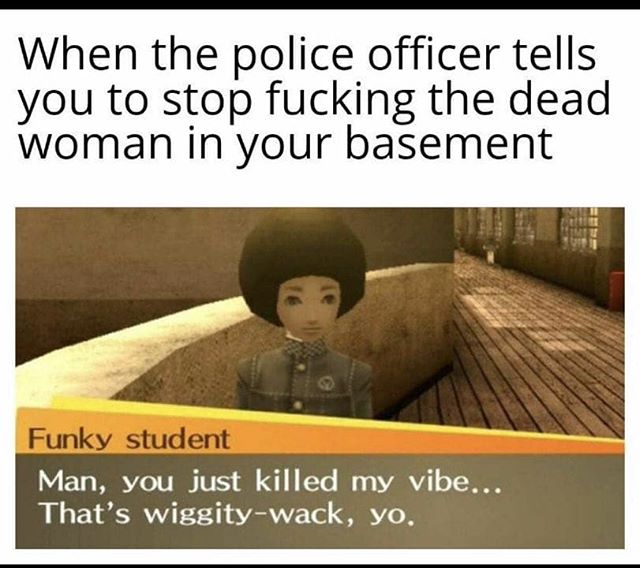 When the police officer tells
you to stop fucking the dead
woman in your basement
Funky student
Man, you just killed my vibe...
That's wiggity-wack, yo.